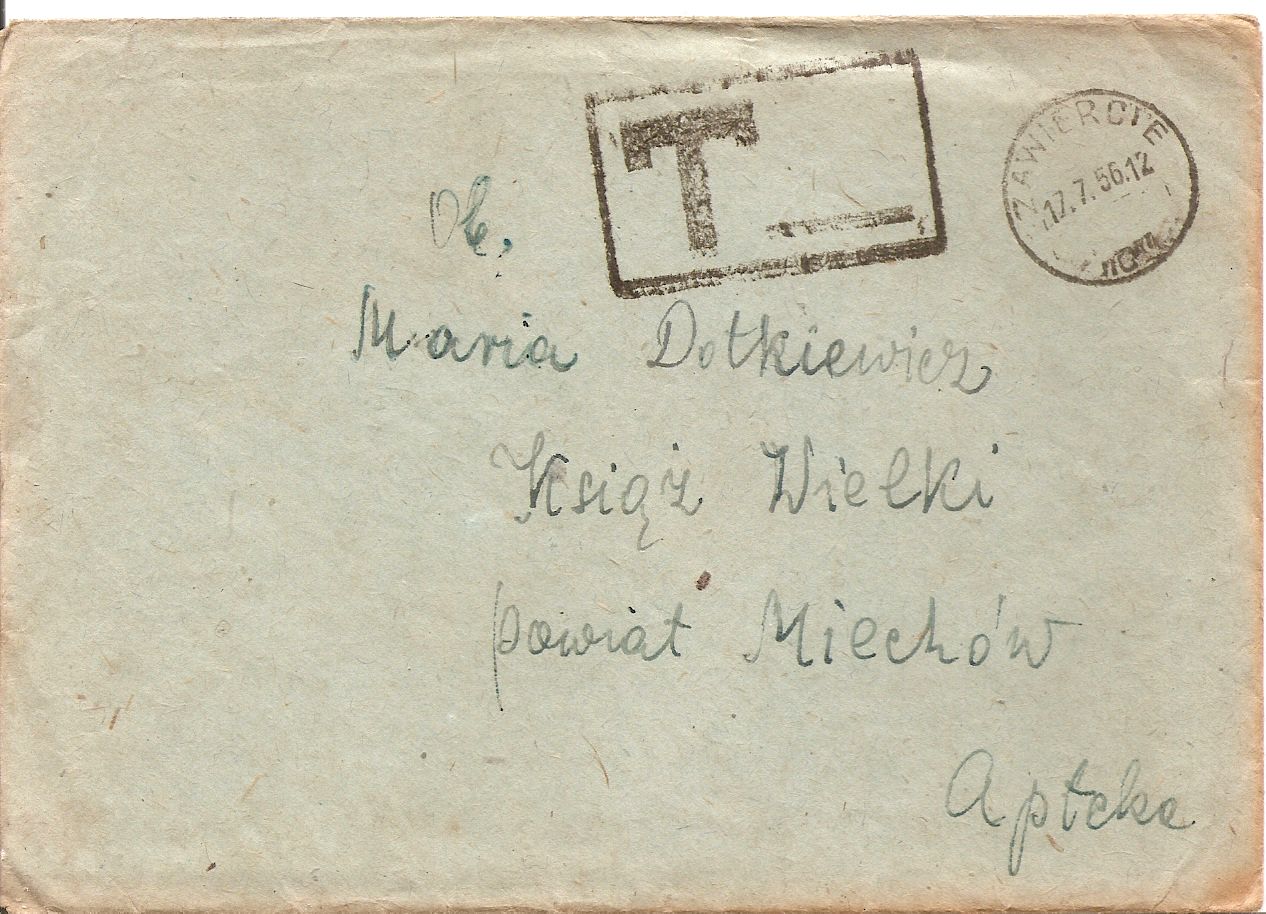 T
ZAWIERCIE
17.7.56.12
"C"
Ob.
Maria Dotkiewicz
Książ Wielki
powiat Miechów
Apteka